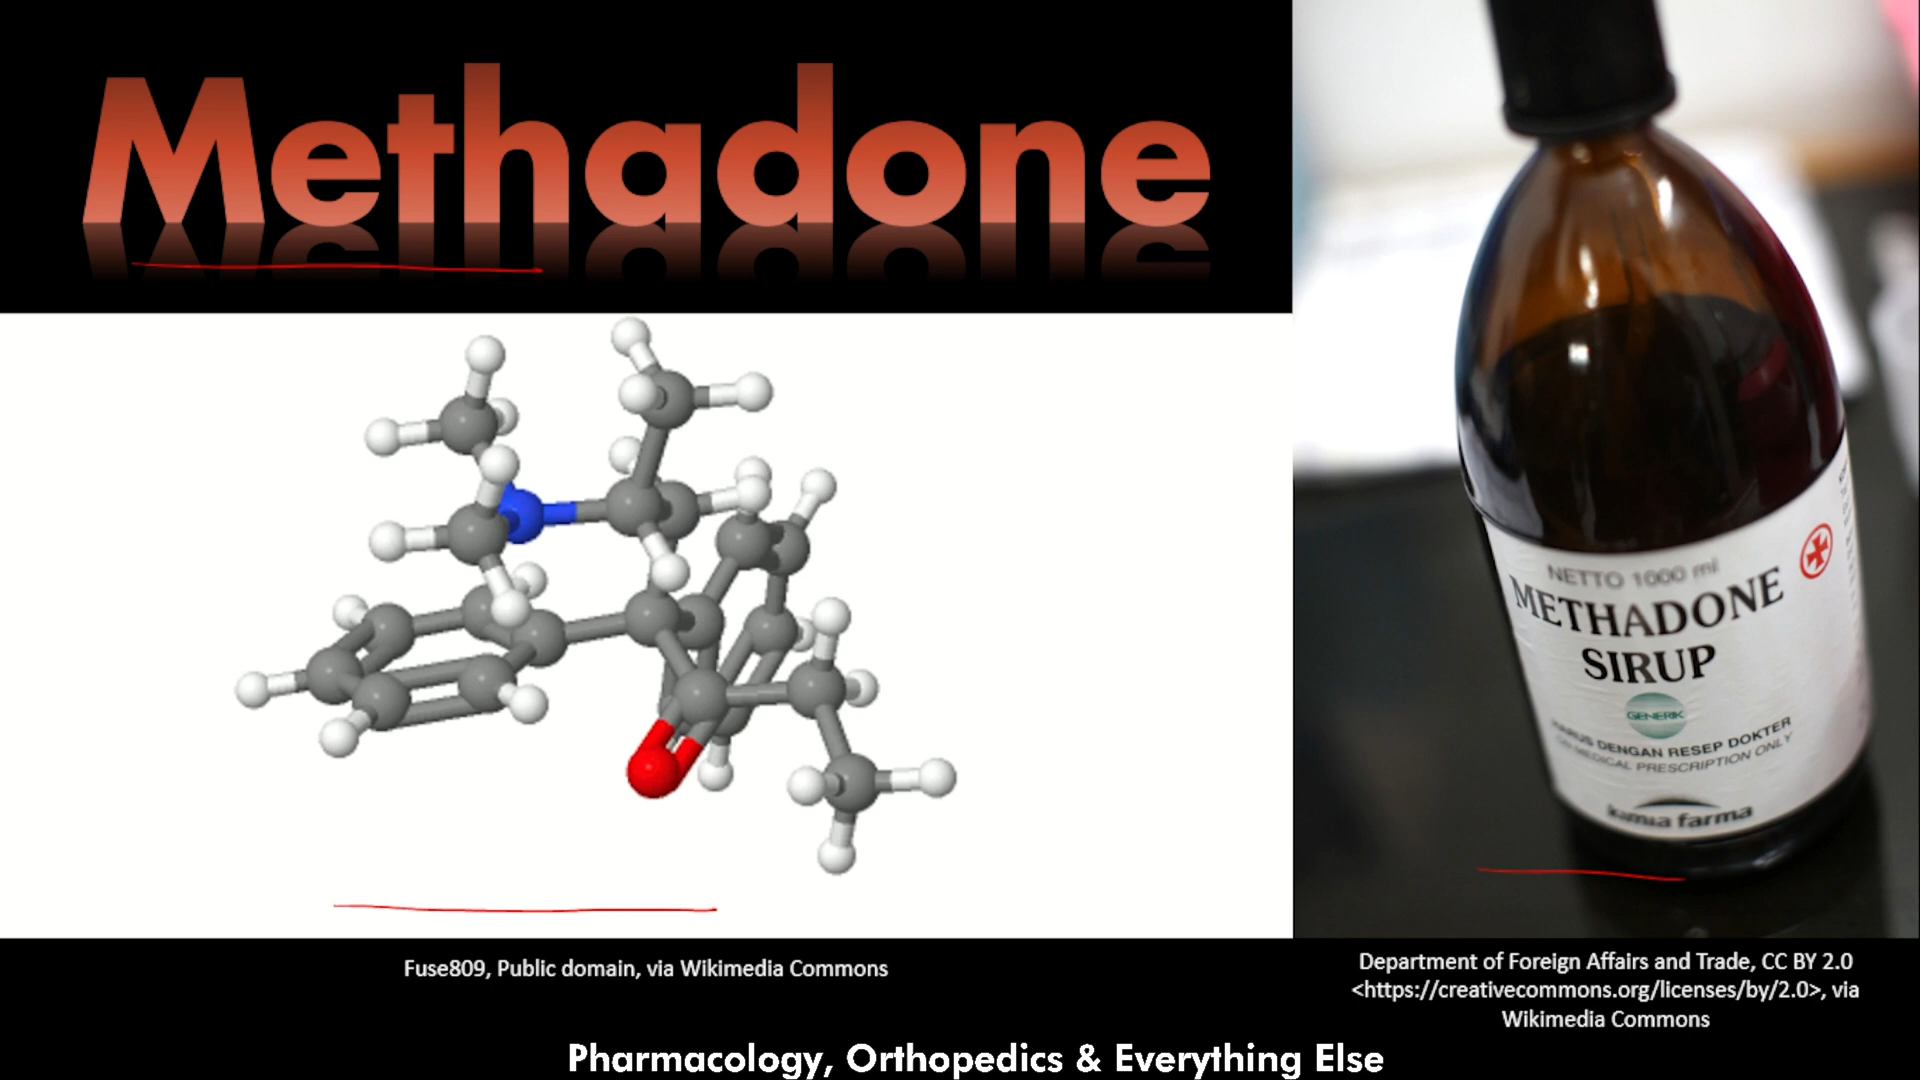 Methadone
NETTO 1000 ml
METHADONE
SIRUP
GENERIK
HARUS DENGAN RESEP DOKTER
ON MEDICAL PRESCRIPTION ONLY
kimia farma
Fuse809, Public domain, via Wikimedia Commons
Department of Foreign Affairs and Trade, CC BY 2.0
<https://creativecommons.org/licenses/by/2.0>, via
Wikimedia Commons
Pharmacology, Orthopedics & Everything Else